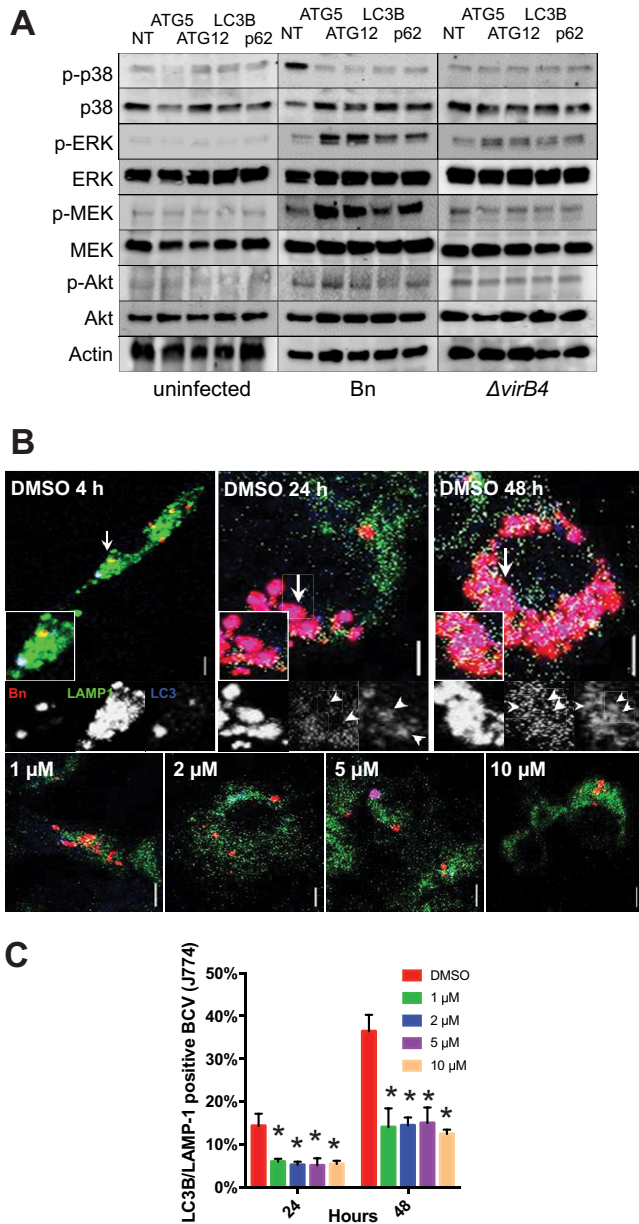 A
ATG5 LC3B ATG5 LC3B ATG5 LC3B
NT ATG12 p62 NT ATG12 p62 NT ATG12 p62
p-p38
p38
p-ERK
ERK
p-MEK
MEK
p-Akt
Akt
Actin
uninfected Bn ΔvirB4
B
DMSO 4 h DMSO 24 h DMSO 48 h
Bn LAMP1 LC3
1 µM 2 µM 5 µM 10 µM
C
LC3B/LAMP-1 positive BCV (J774)
50%
40%
30%
20%
10%
0%
DMSO
1 µM
2 µM
5 µM
10 µM
* * * * * * * *
24 48
Hours